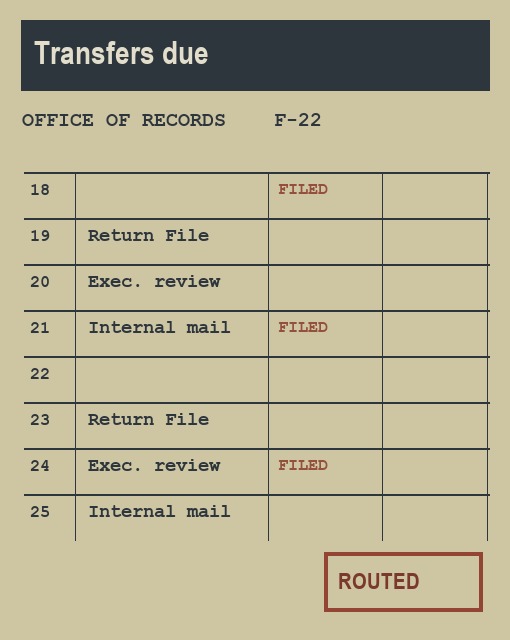 Transfers due
OFFICE OF RECORDS F-22
18 FILED
19 Return File
20 Exec. review
21 Internal mail FILED
22
23 Return File
24 Exec. review FILED
25 Internal mail
ROUTED